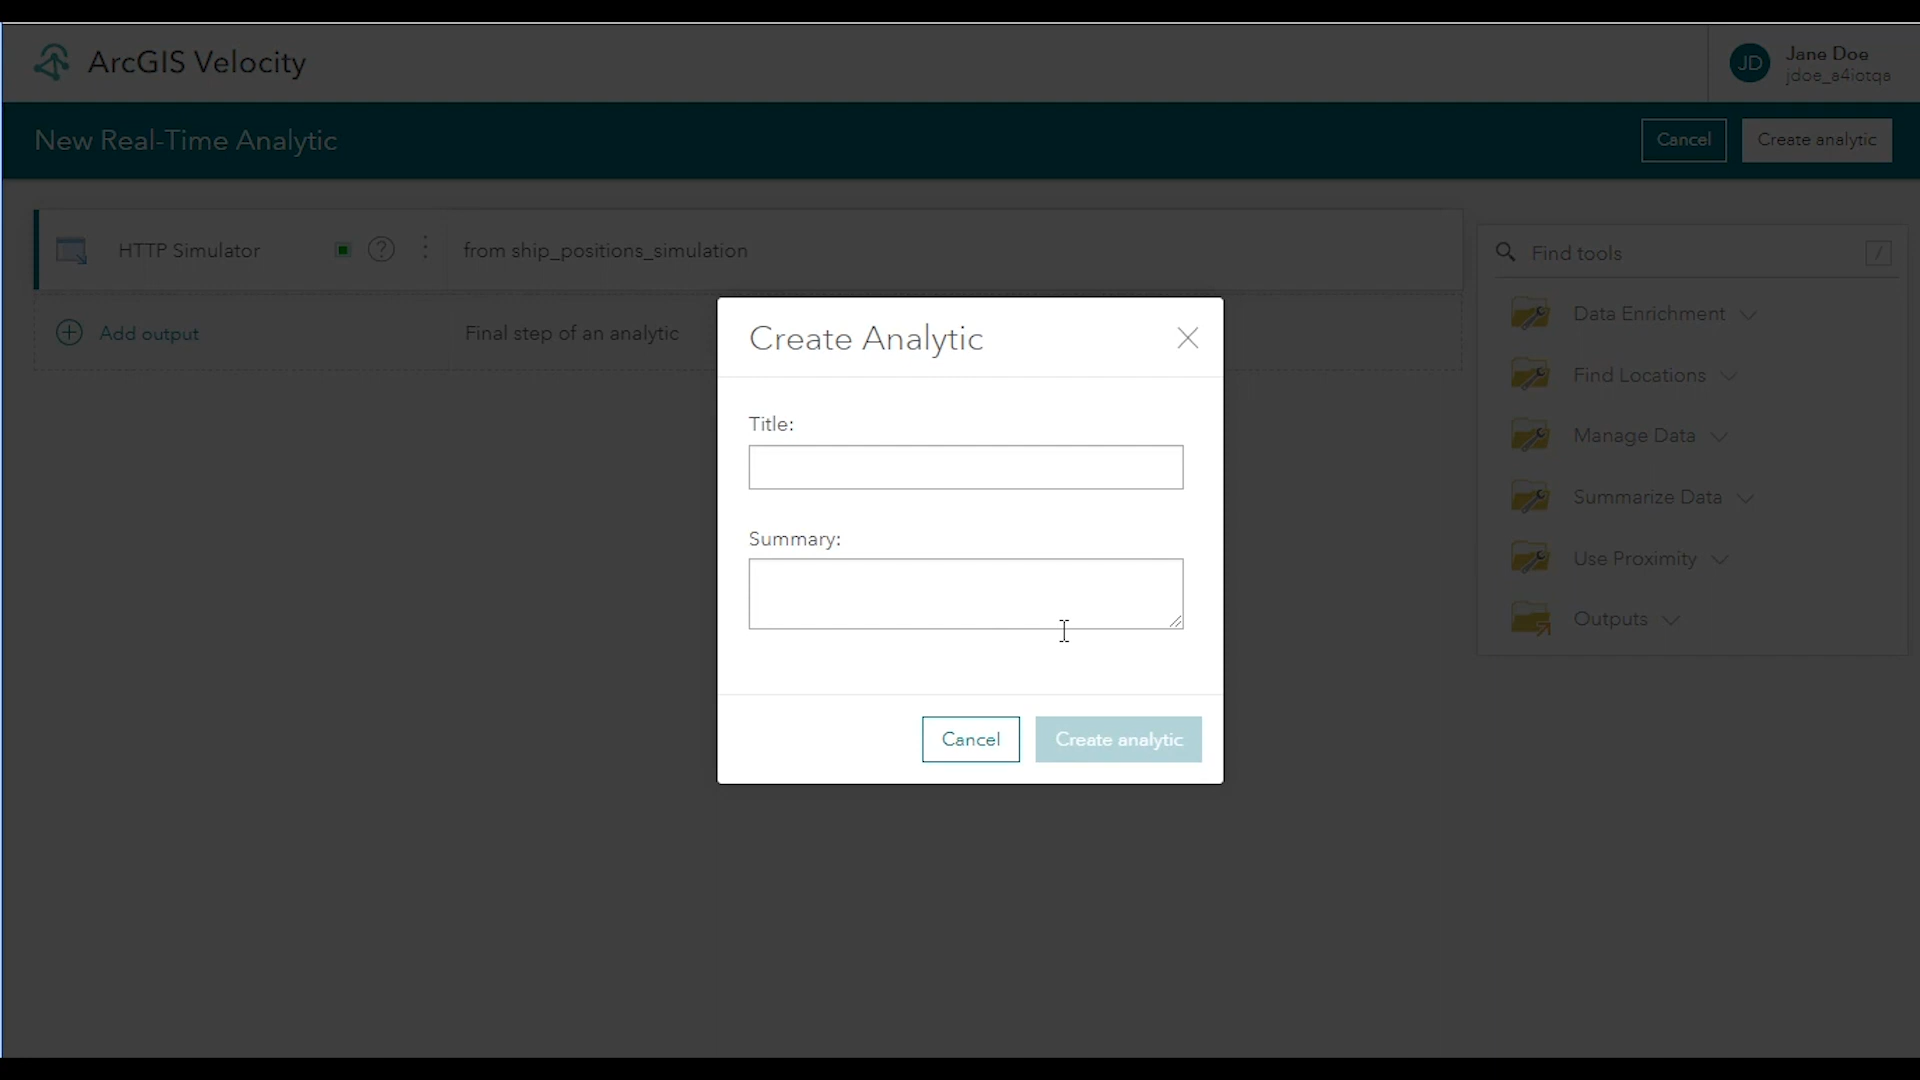 ArcGIS Velocity
JD
Jane Doe
jdoe_a4iotqa
New Real-Time Analytic
Cancel
Create analytic
HTTP Simulator
?
from ship_positions_simulation
Add output
Final step of an analytic
Find tools
/
Data Enrichment
Find Locations
Manage Data
Summarize Data
Use Proximity
Outputs
Create Analytic
Title:
Summary:
Cancel
Create analytic